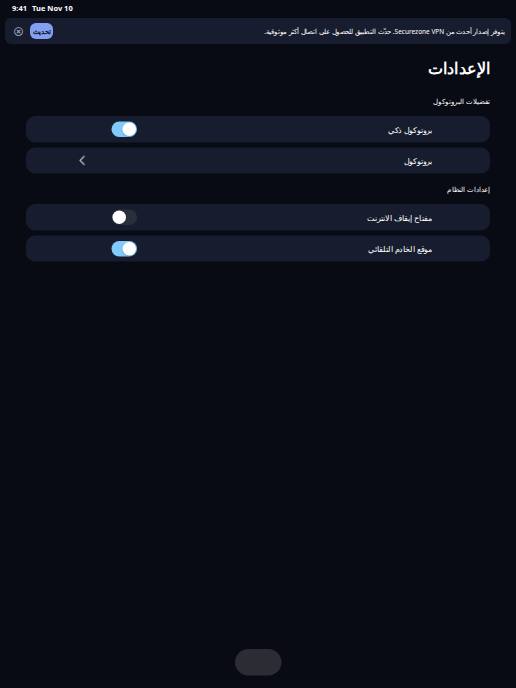 9:41 Tue Nov 10
يتوفر إصدار أحدث من Securezone VPN. حدّث التطبيق للحصول على اتصال أكثر موثوقية.
تحديث
الإعدادات
تفضيلات البروتوكول
بروتوكول ذكي
بروتوكول
إعدادات النظام
مفتاح إيقاف الانترنت
موقع الخادم التلقائي